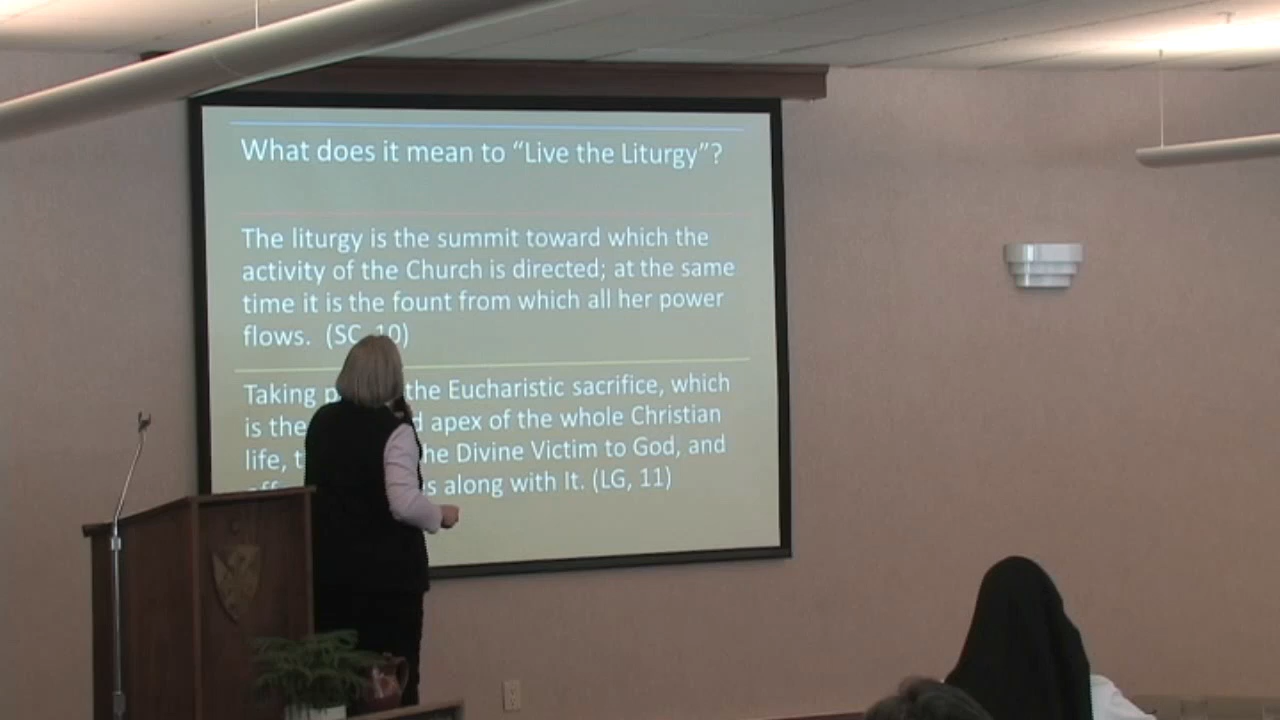 What does it mean to “Live the Liturgy”?
The liturgy is the summit toward which the
activity of the Church is directed; at the same
time it is the fount from which all her power
flows. (SC, 10)
Taking the Eucharistic sacrifice, which
is the apex of the whole Christian
life, Divine Victim to God, and
along with It. (LG, 11)